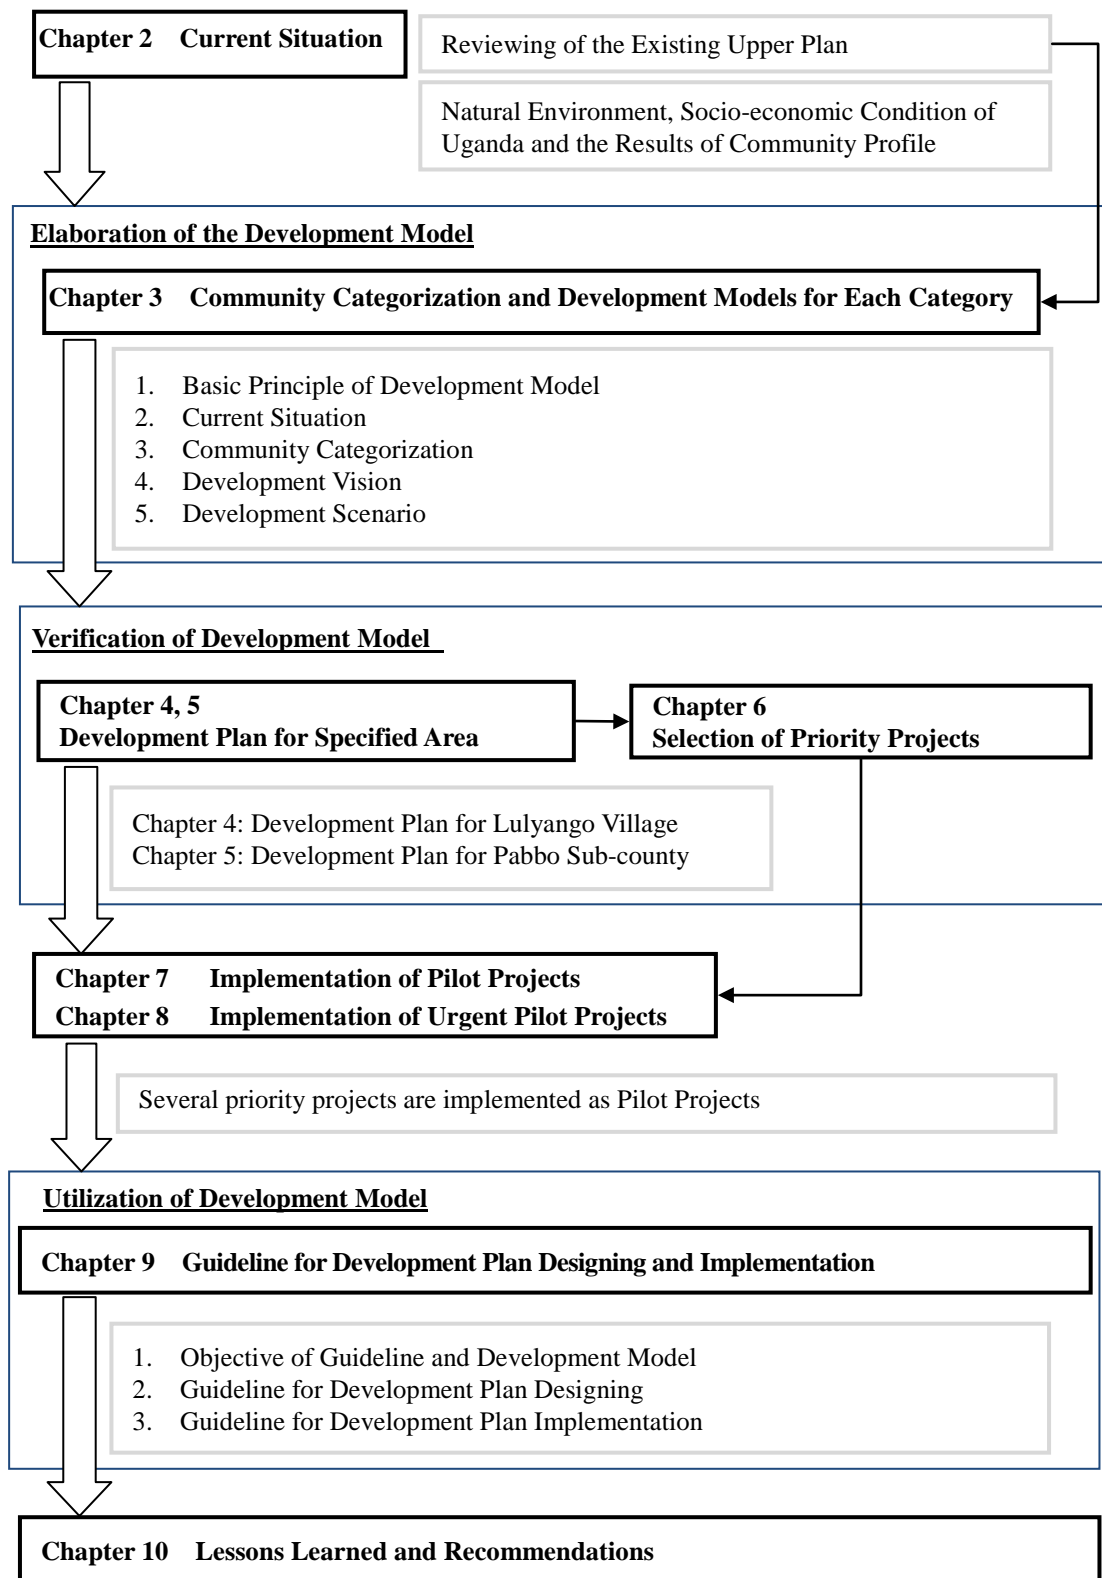 Chapter 2 Current Situation
Reviewing of the Existing Upper Plan
Natural Environment, Socio-economic Condition of
Uganda and the Results of Community Profile
Elaboration of the Development Model
Chapter 3 Community Categorization and Development Models for Each Category
1. Basic Principle of Development Model
2. Current Situation
3. Community Categorization
4. Development Vision
5. Development Scenario
Verification of Development Model
Chapter 4, 5
Development Plan for Specified Area
Chapter 6
Selection of Priority Projects
Chapter 4: Development Plan for Lulyango Village
Chapter 5: Development Plan for Pabbo Sub-county
Chapter 7 Implementation of Pilot Projects
Chapter 8 Implementation of Urgent Pilot Projects
Several priority projects are implemented as Pilot Projects
Utilization of Development Model
Chapter 9 Guideline for Development Plan Designing and Implementation
1. Objective of Guideline and Development Model
2. Guideline for Development Plan Designing
3. Guideline for Development Plan Implementation
Chapter 10 Lessons Learned and Recommendations